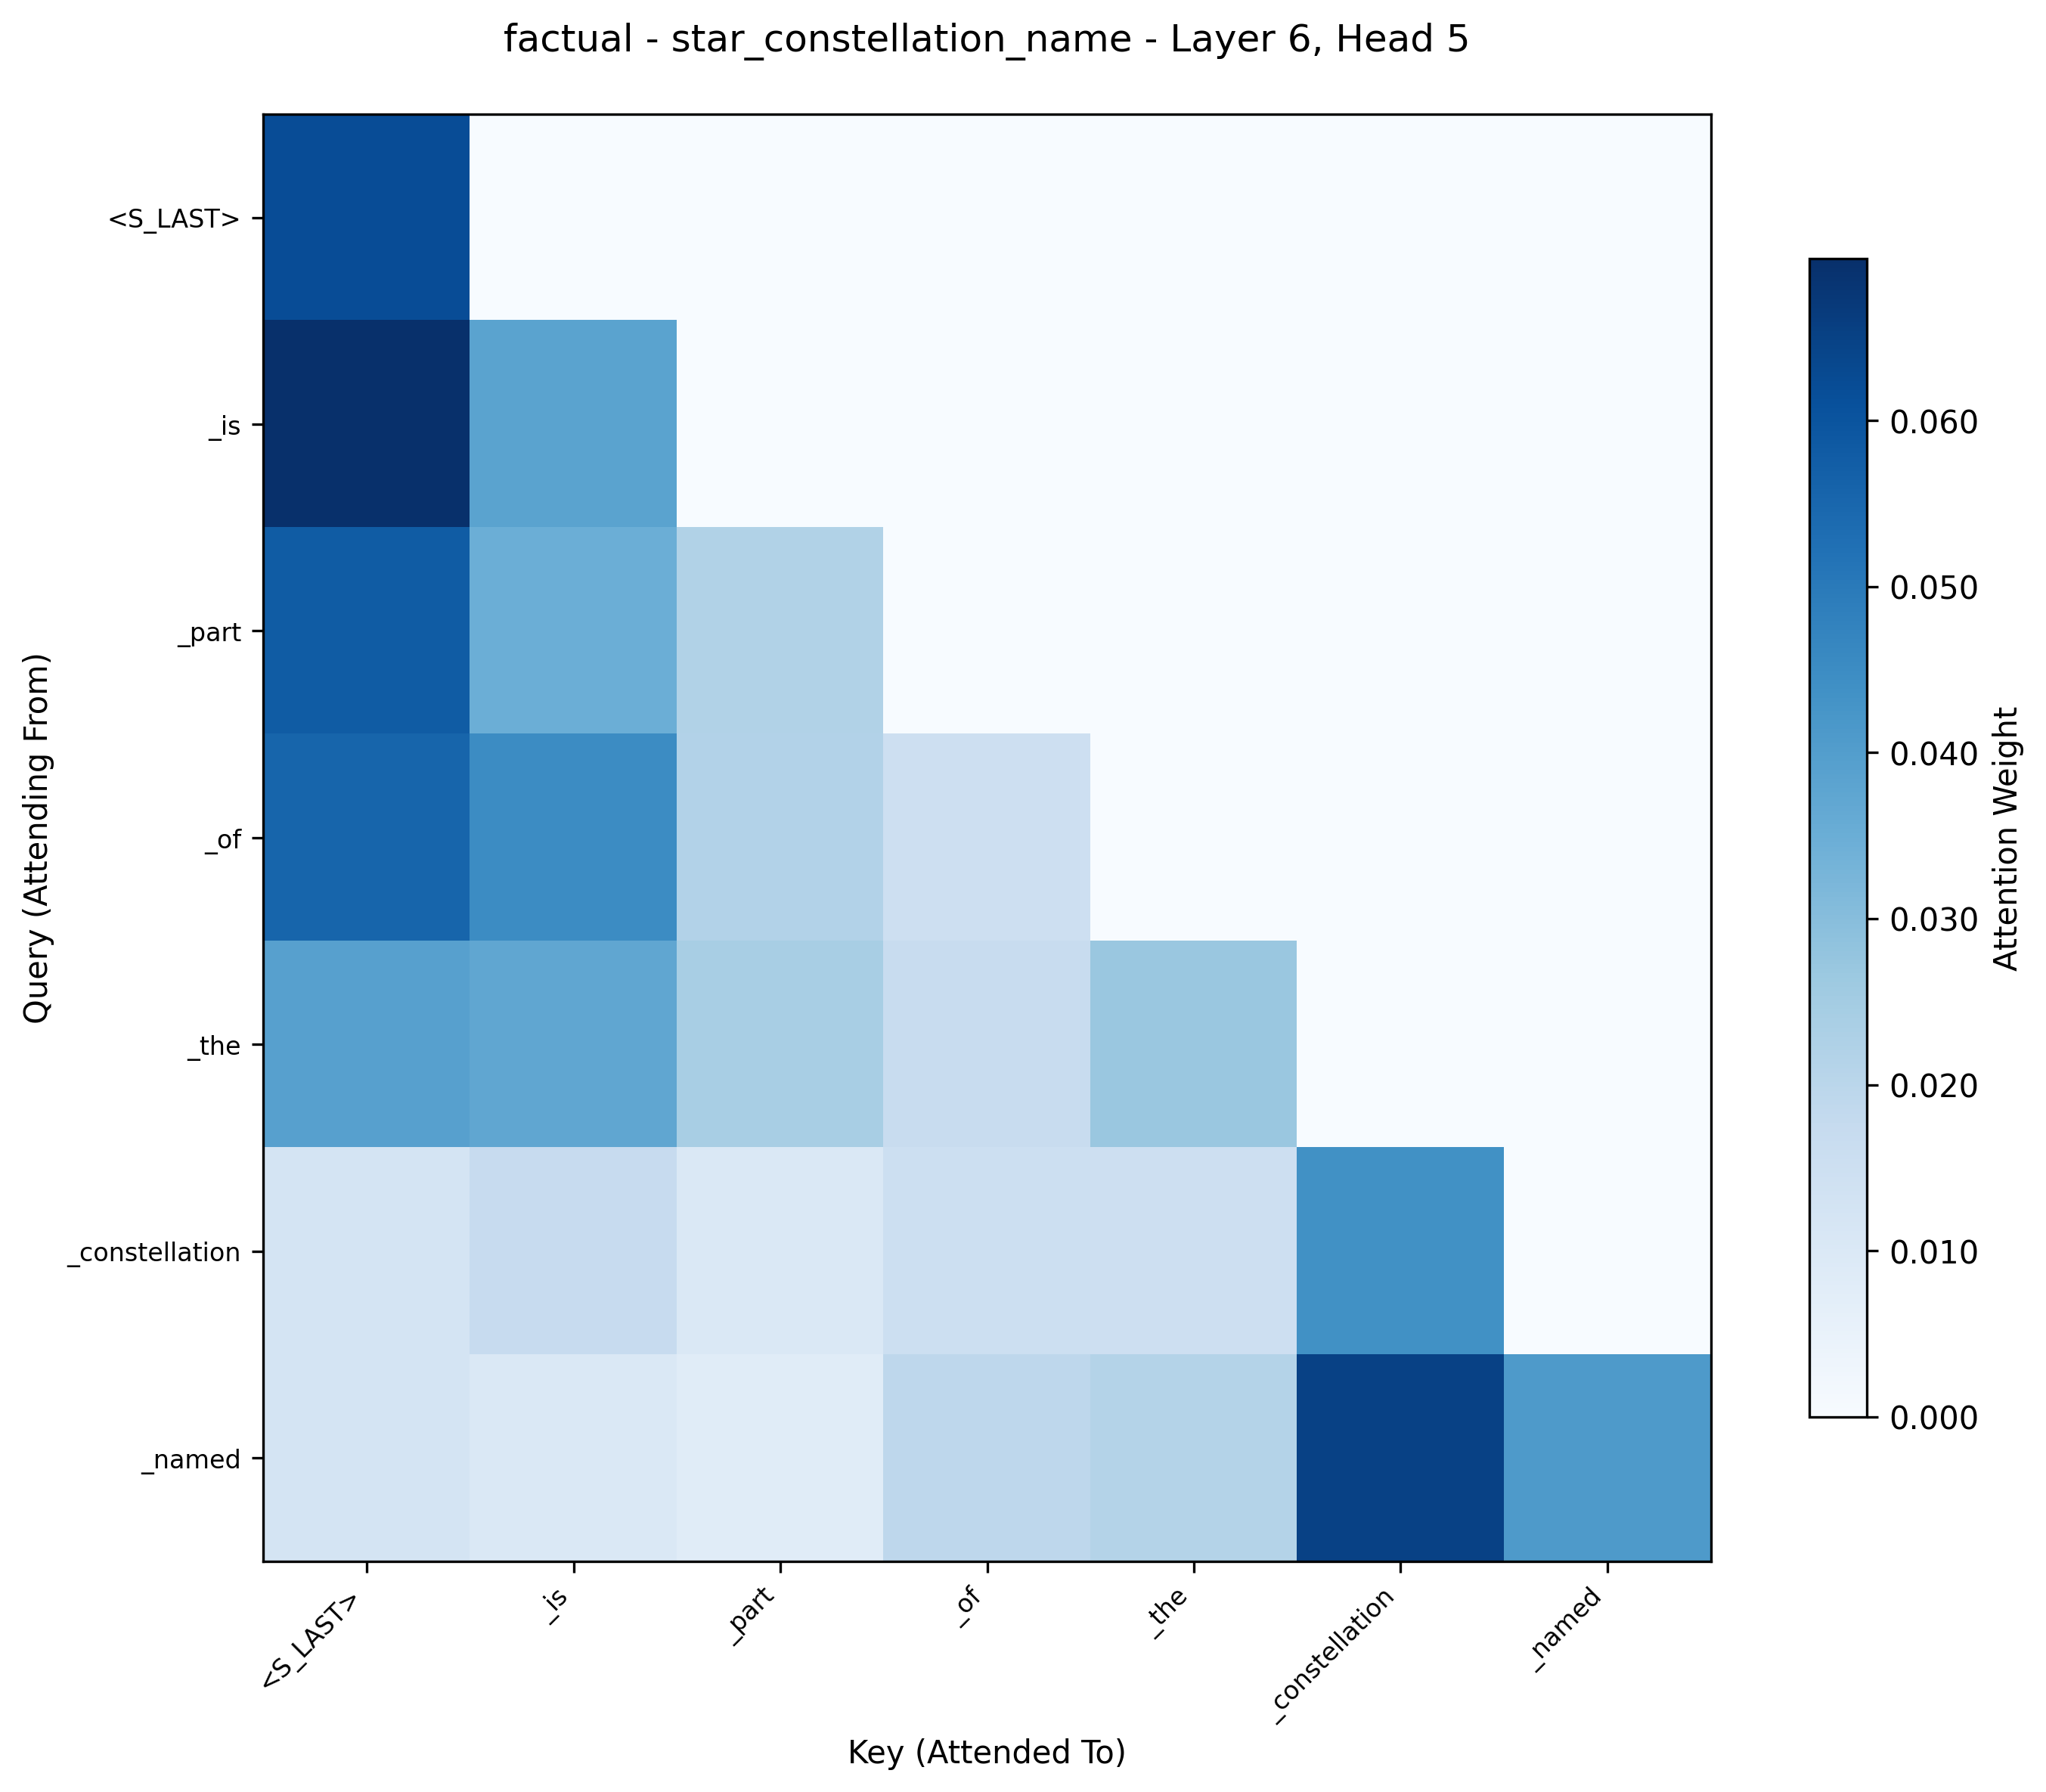 factual - star_constellation_name - Layer 6, Head 5
Query (Attending From)
<S_LAST>
_is
_part
_of
_the
_constellation
_named
<S_LAST>
_is
_part
_of
_the
_constellation
_named
Key (Attended To)
0.060
0.050
0.040
0.030
0.020
0.010
0.000
Attention Weight